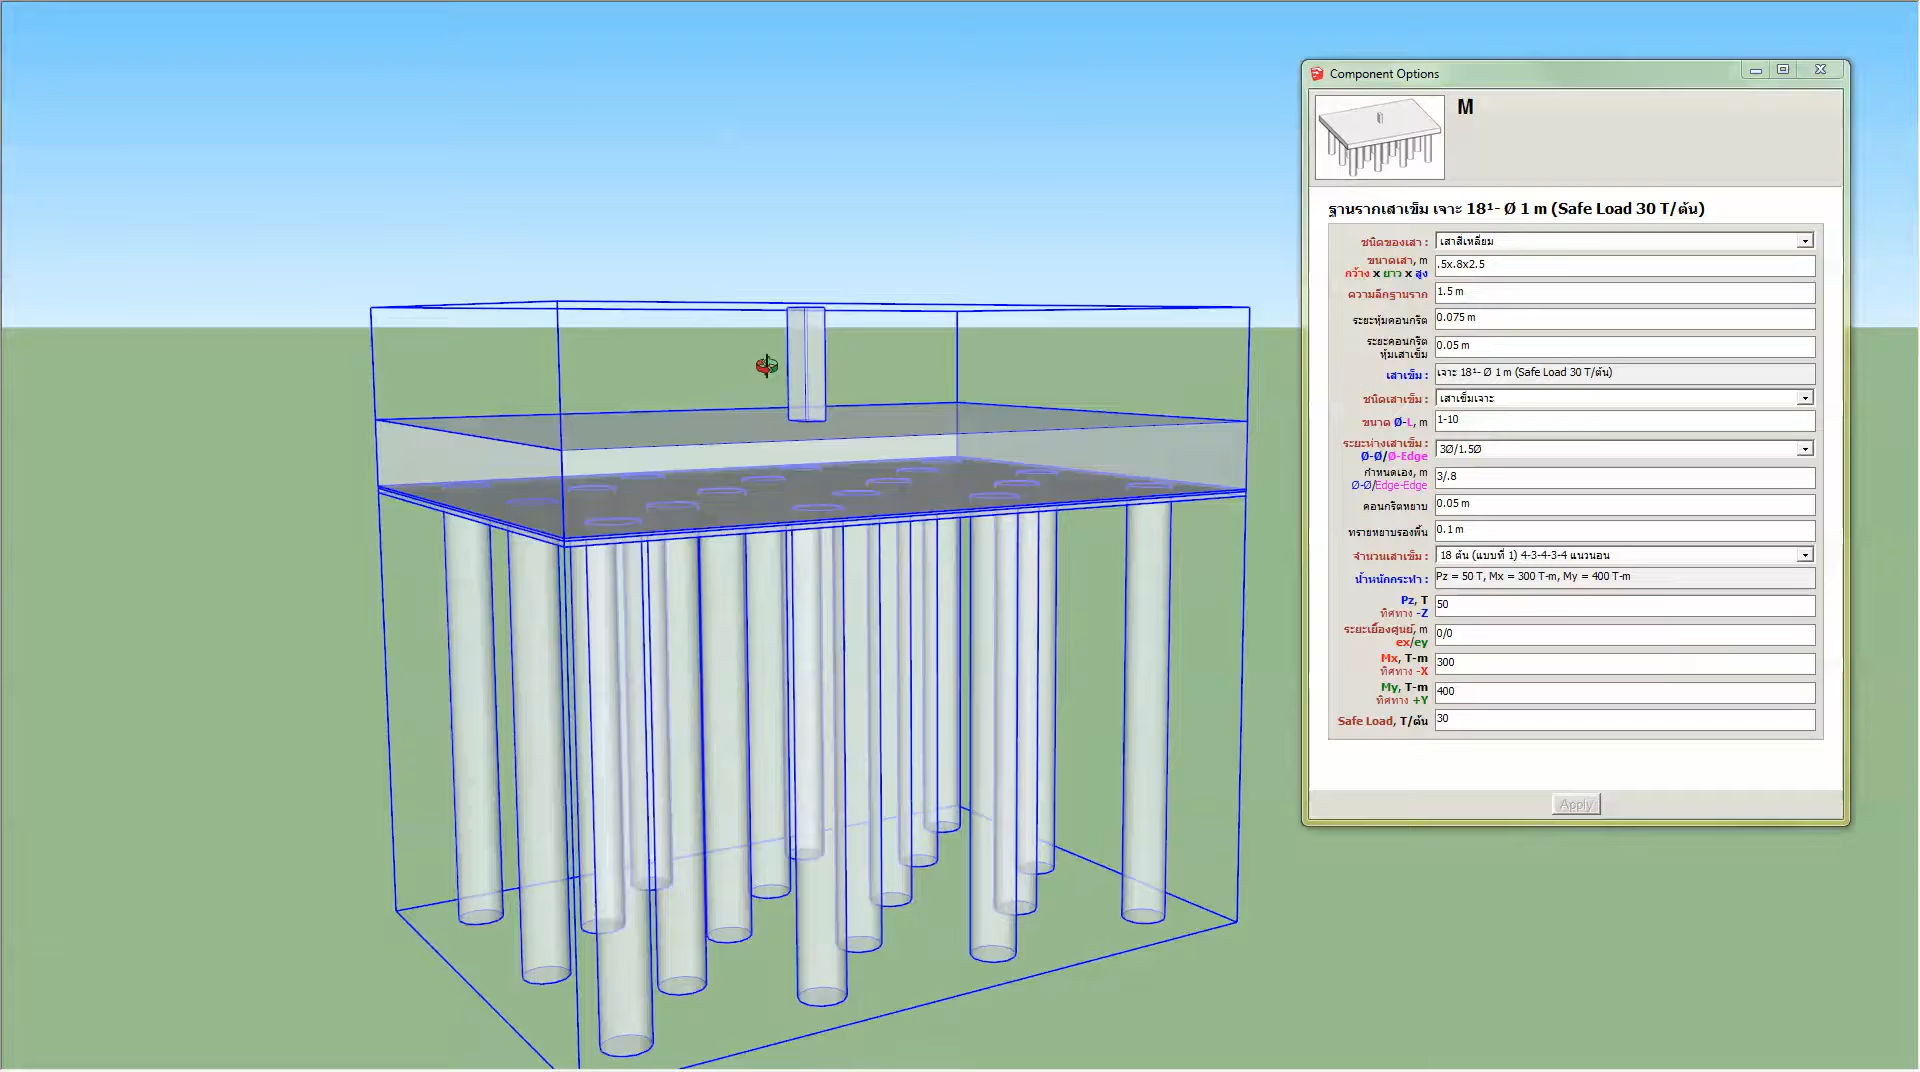 Component Options
M
ฐานรากเสาเข็ม เจาะ 18¹- Ø 1 m (Safe Load 30 T/ต้น)
ชนิดของเสา : เสาสี่เหลี่ยม
ขนาดเสา, m
กว้าง x ยาว x สูง
.5x.8x2.5
ความลึกฐานราก 1.5 m
ระยะหุ้มคอนกรีต 0.075 m
ระยะคอนกรีต
หุ้มเสาเข็ม
0.05 m
เสาเข็ม : เจาะ 18¹- Ø 1 m (Safe Load 30 T/ต้น)
ชนิดเสาเข็ม : เสาเข็มเจาะ
ขนาด Ø-L, m 1-10
ระยะห่างเสาเข็ม :
Ø-Ø/Ø-Edge
3Ø/1.5Ø
กำหนดเอง, m
Ø-Ø/Edge-Edge
3/.8
คอนกรีตหยาบ 0.05 m
ทรายหยาบรองพื้น 0.1 m
จำนวนเสาเข็ม : 18 ต้น (แบบที่ 1) 4-3-4-3-4 แนวนอน
น้ำหนักกระทำ : Pz = 50 T, Mx = 300 T-m, My = 400 T-m
Pz, T
ทิศทาง -Z
50
ระยะเยื้องศูนย์, m
ex/ey
0/0
Mx, T-m
ทิศทาง -X
300
My, T-m
ทิศทาง +Y
400
Safe Load, T/ต้น 30
Apply